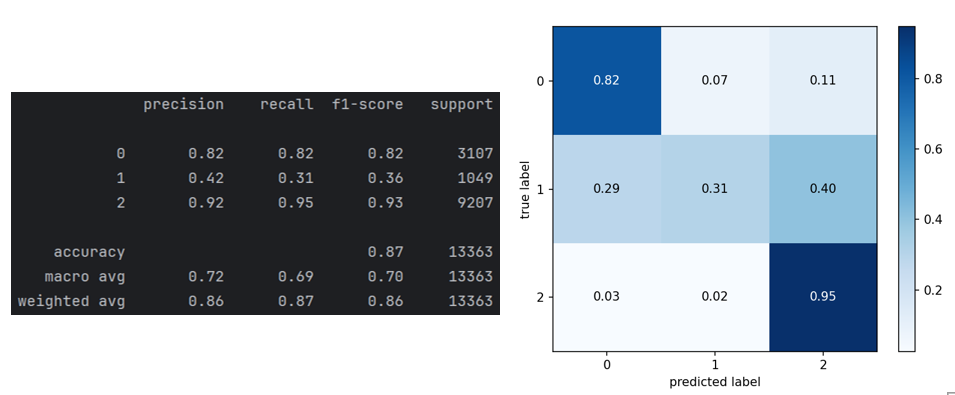 precision recall f1-score support
0 0.82 0.82 0.82 3107
1 0.42 0.31 0.36 1049
2 0.92 0.95 0.93 9207
accuracy 0.87 13363
macro avg 0.72 0.69 0.70 13363
weighted avg 0.86 0.87 0.86 13363
true label
0 0.82 0.07 0.11
1 0.29 0.31 0.40
2 0.03 0.02 0.95
0 1 2
predicted label
0.8
0.6
0.4
0.2